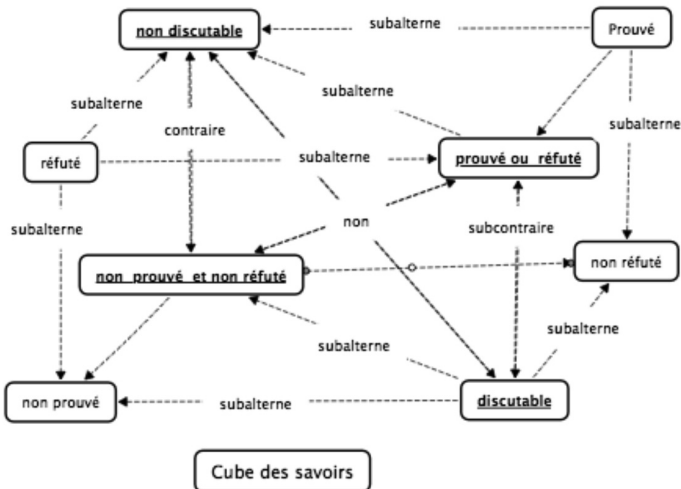 subalterne
Prouvé
non discutable
subalterne
subalterne
contraire
subalterne
réfuté
subalterne
prouvé ou réfuté
subalterne
non
subcontraire
non prouvé et non réfuté
non réfuté
subalterne
subalterne
non prouvé
subalterne
discutable
Cube des savoirs